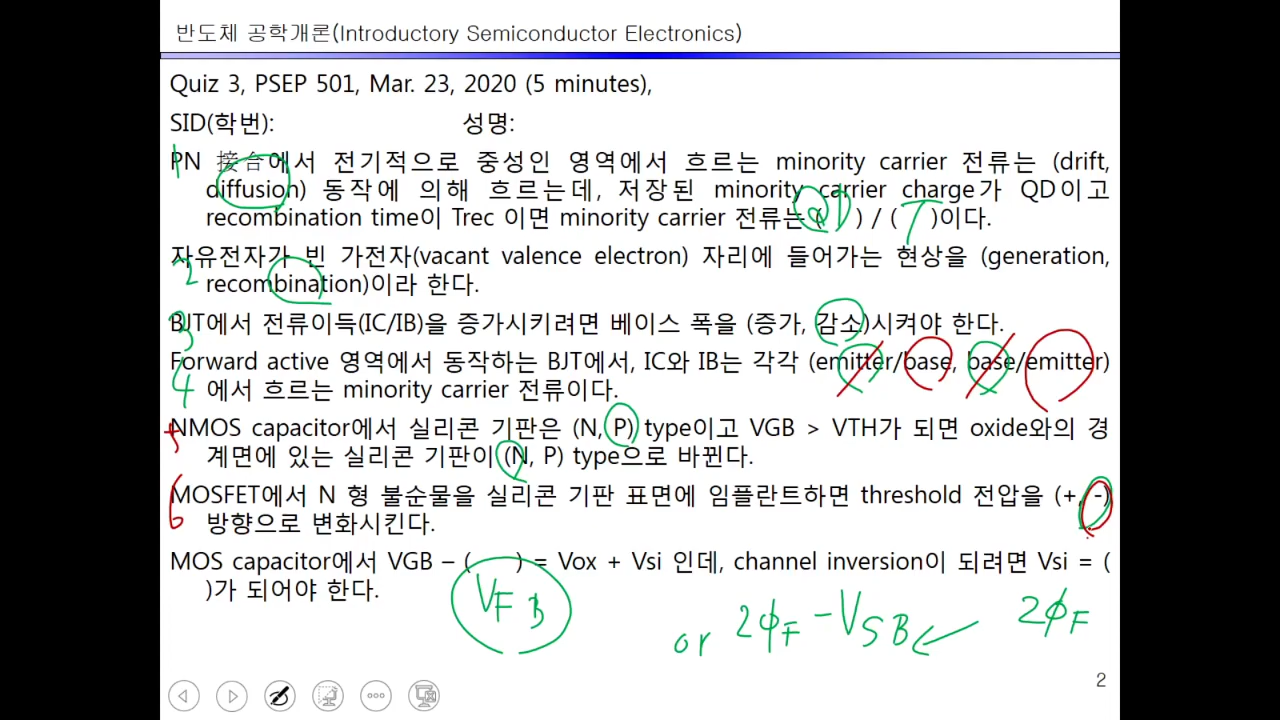 반도체 공학개론(Introductory Semiconductor Electronics)
Quiz 3, PSEP 501, Mar. 23, 2020 (5 minutes),
SID(학번): 성명:
1
PN 接合에서 전기적으로 중성인 영역에서 흐르는 minority carrier 전류는 (drift,
diffusion) 동작에 의해 흐르는데, 저장된 minority carrier charge가 QD이고
recombination time이 Trec 이면 minority carrier 전류는 ( QD ) / ( T )이다.
2
자유전자가 빈 가전자(vacant valence electron) 자리에 들어가는 현상을 (generation,
recombination)이라 한다.
3
BJT에서 전류이득(IC/IB)을 증가시키려면 베이스 폭을 (증가, 감소)시켜야 한다.
4
Forward active 영역에서 동작하는 BJT에서, IC와 IB는 각각 (emitter/base, base/emitter)
에서 흐르는 minority carrier 전류이다.
5
NMOS capacitor에서 실리콘 기판은 (N, P) type이고 VGB > VTH가 되면 oxide와의 경
계면에 있는 실리콘 기판이 (N, P) type으로 바뀐다.
6
MOSFET에서 N 형 불순물을 실리콘 기판 표면에 임플란트하면 threshold 전압을 (+, -)
방향으로 변화시킨다.
MOS capacitor에서 VGB – ( ) = Vox + Vsi 인데, channel inversion이 되려면 Vsi = (
)가 되어야 한다.
VFB
or 2ϕF - VSB
2ϕF
2